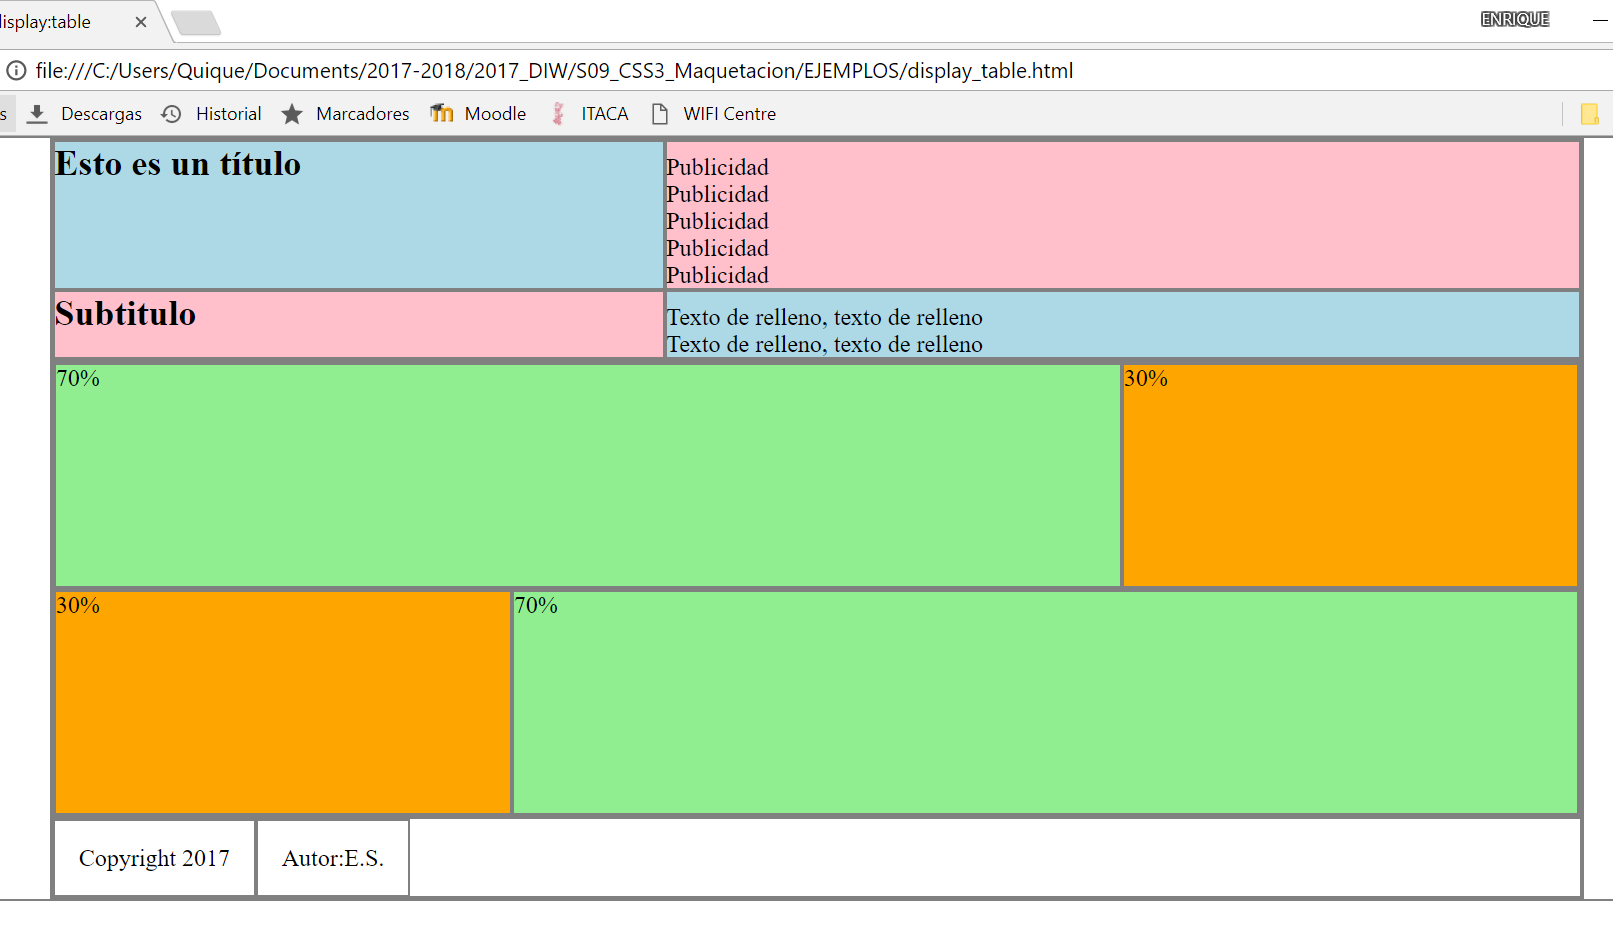 display:table
ENRIQUE
file:///C:/Users/Quique/Documents/2017-2018/2017_DIW/S09_CSS3_Maquetacion/EJEMPLOS/display_table.html
s Descargas Historial Marcadores Moodle ITACA WIFI Centre
Esto es un título
Publicidad
Publicidad
Publicidad
Publicidad
Publicidad
Subtitulo
Texto de relleno, texto de relleno
Texto de relleno, texto de relleno
70% 30%
30% 70%
Copyright 2017 Autor:E.S.